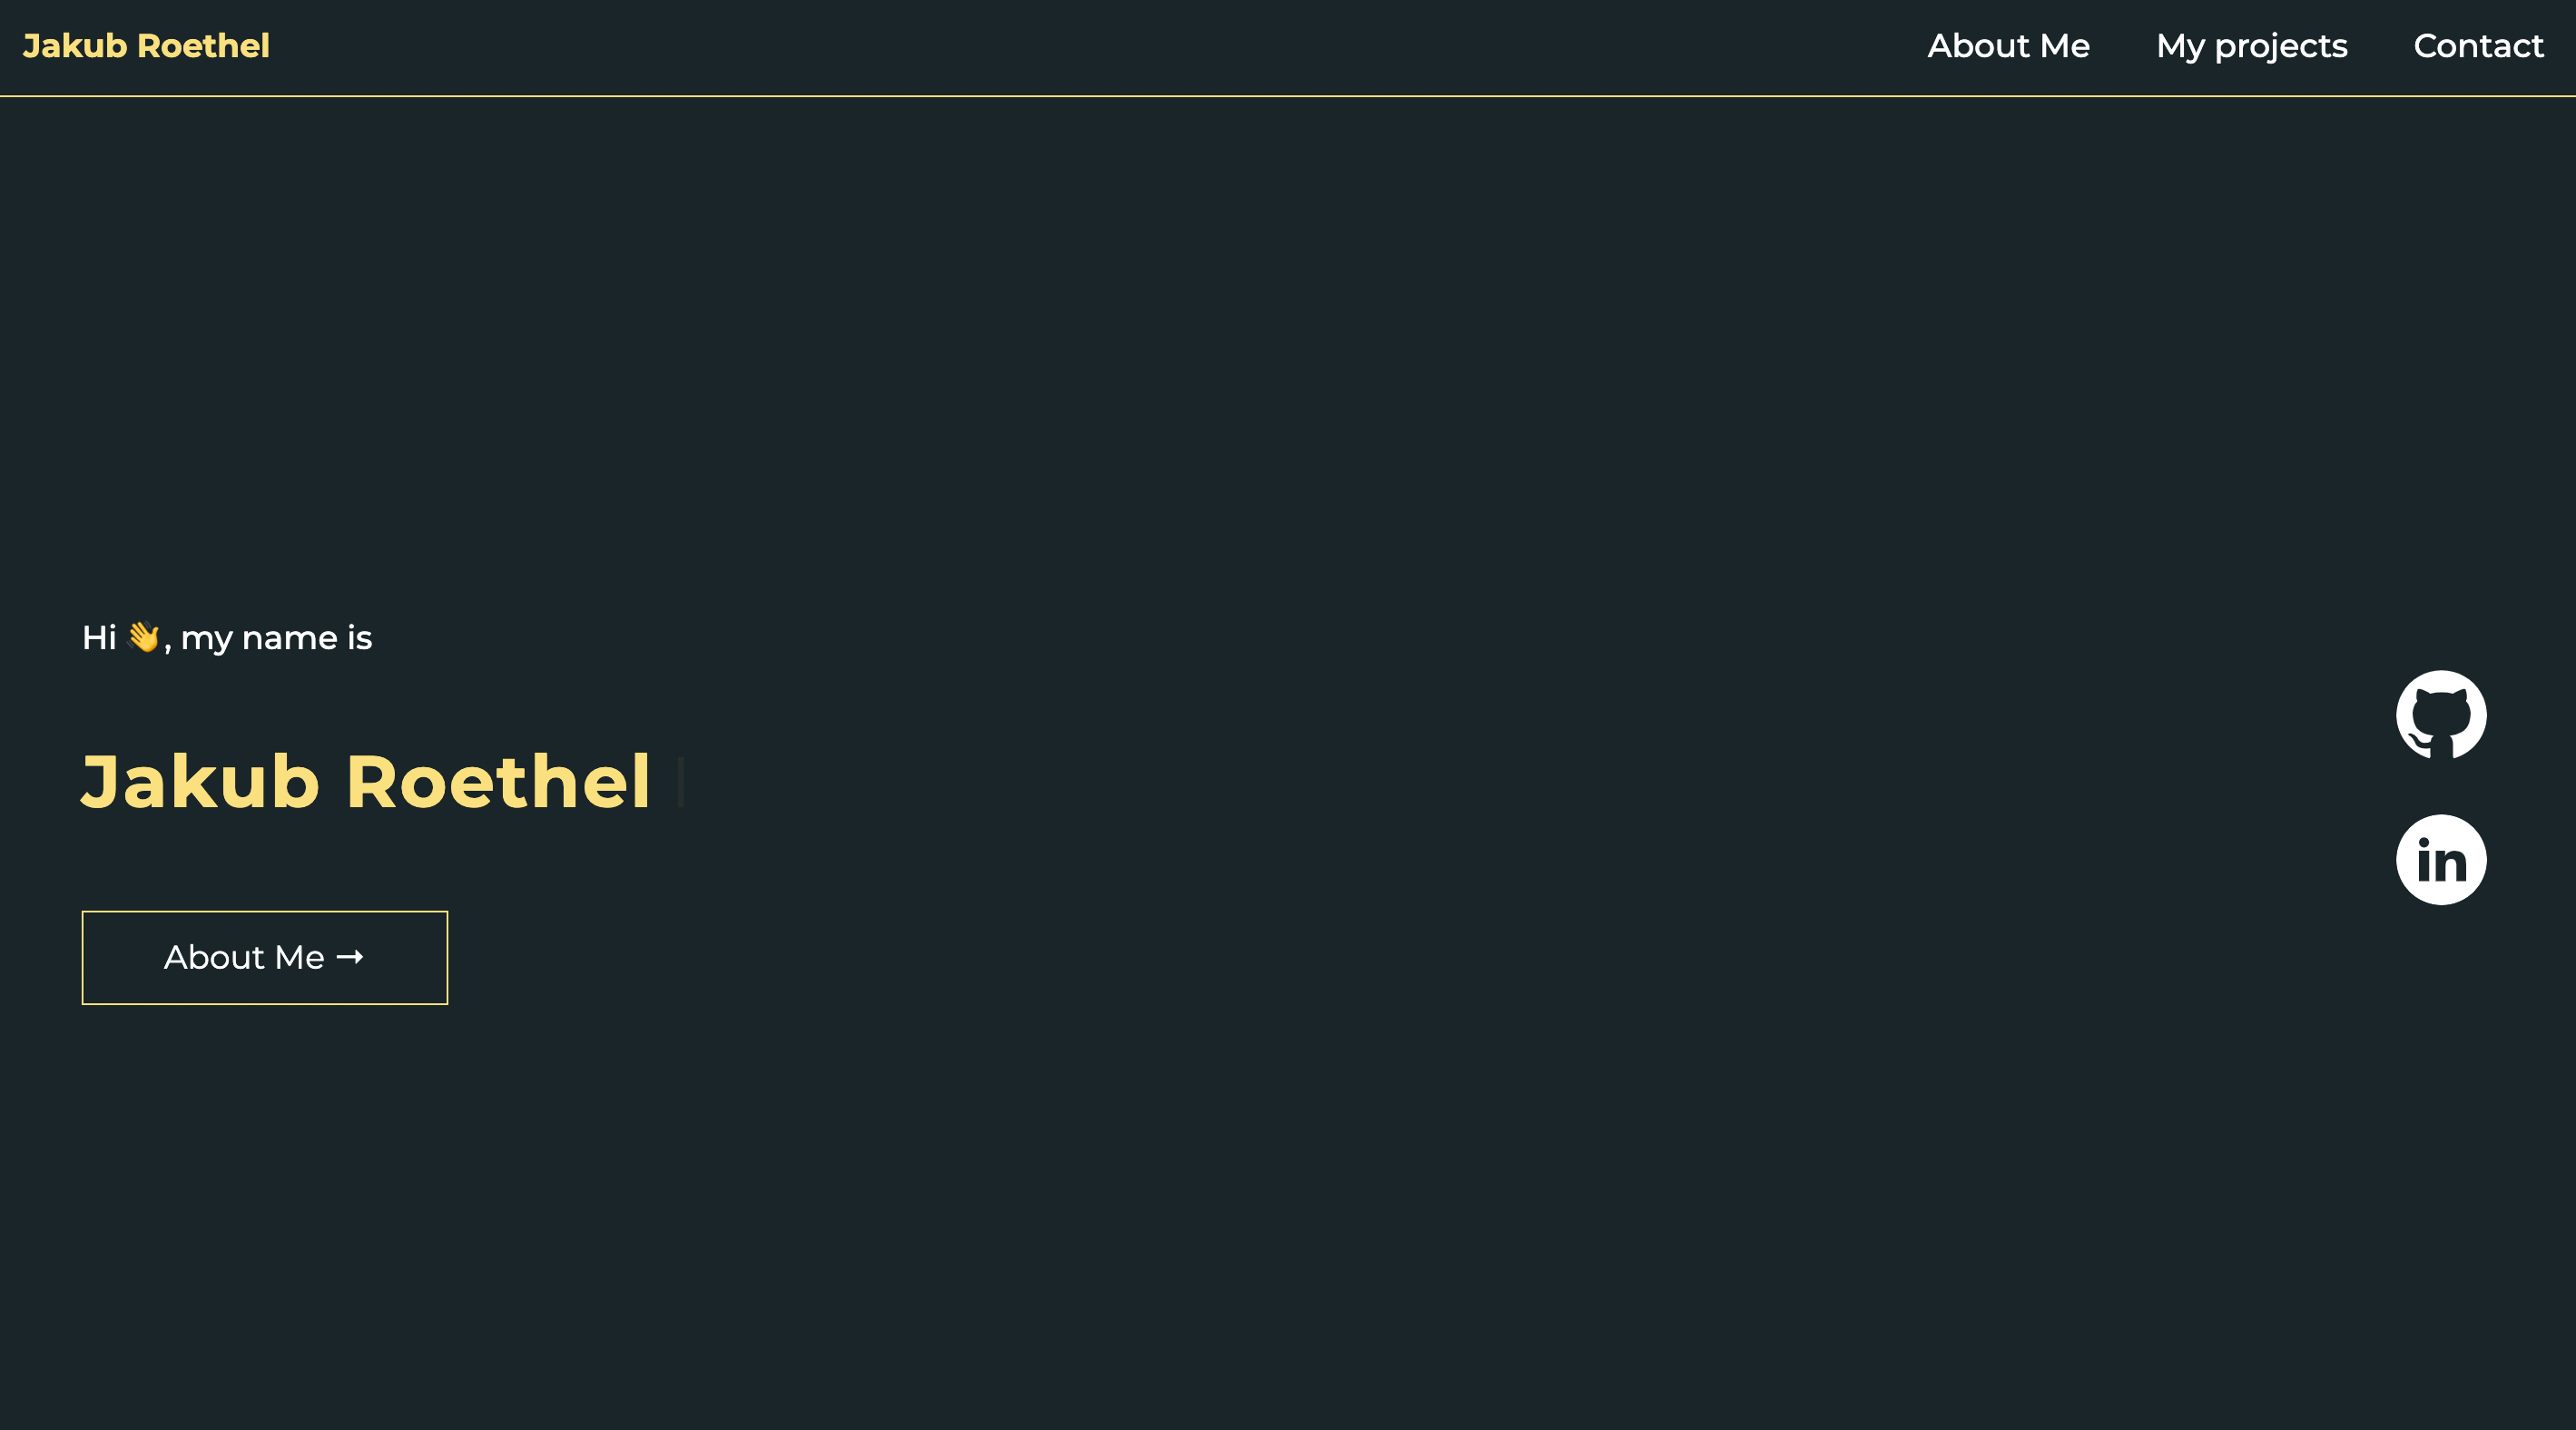 Jakub Roethel
About Me
My projects
Contact
Hi 👋, my name is
Jakub Roethel
in
About Me →